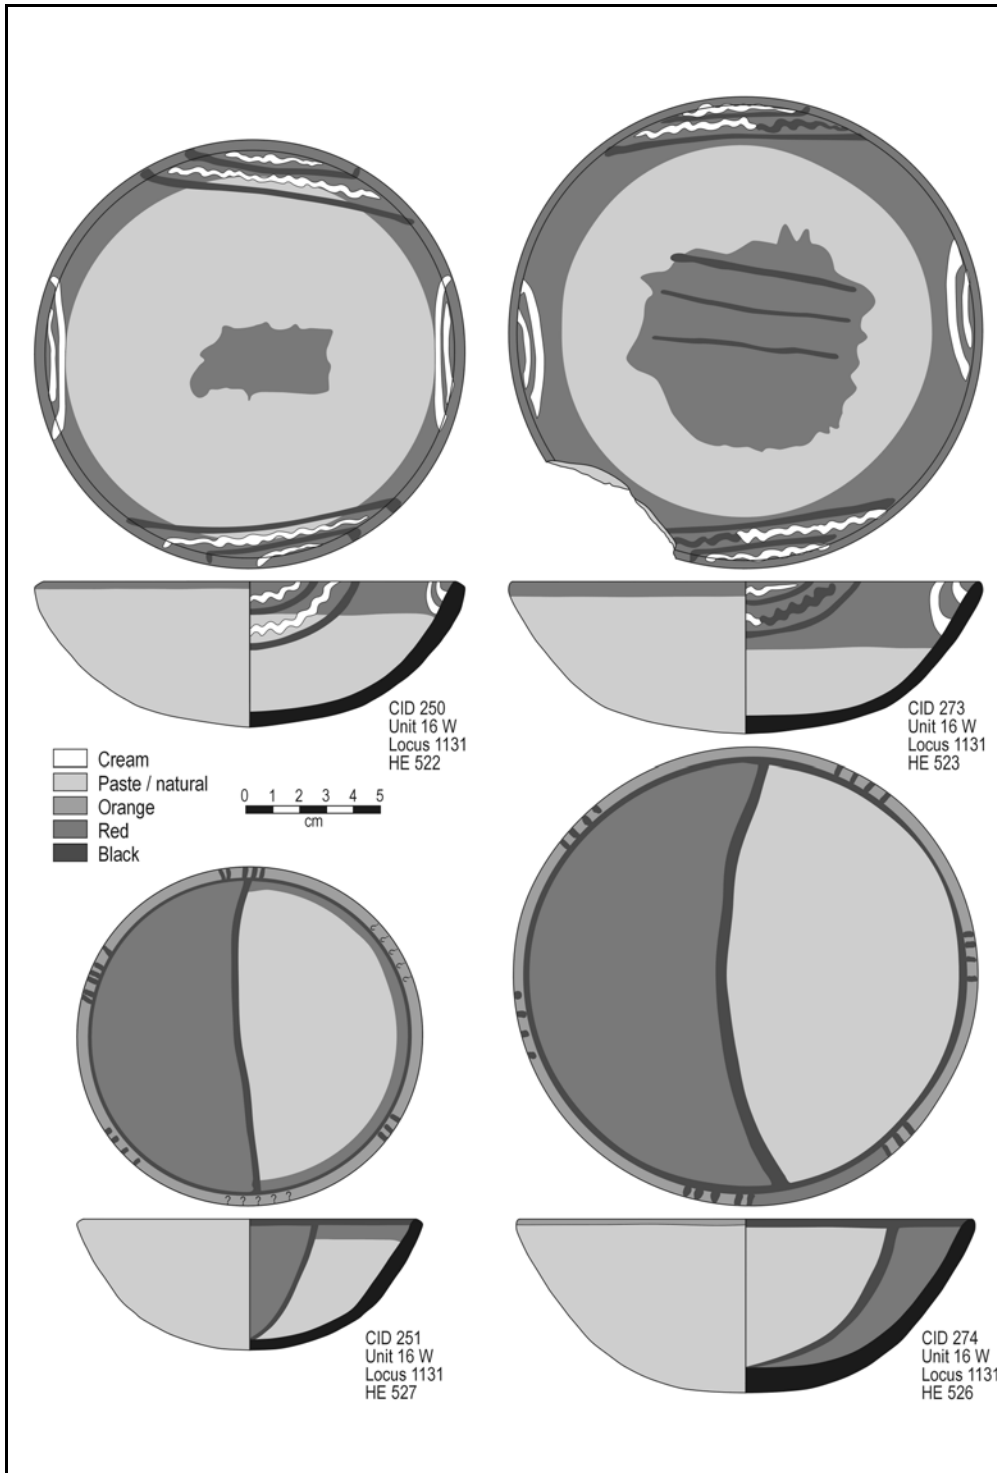 CID 250
Unit 16 W
Locus 1131
HE 522
CID 273
Unit 16 W
Locus 1131
HE 523
Cream
Paste / natural
Orange
Red
Black
0 1 2 3 4 5
cm
? ? ? ? ?
? ? ? ? ?
CID 251
Unit 16 W
Locus 1131
HE 527
CID 274
Unit 16 W
Locus 1131
HE 526